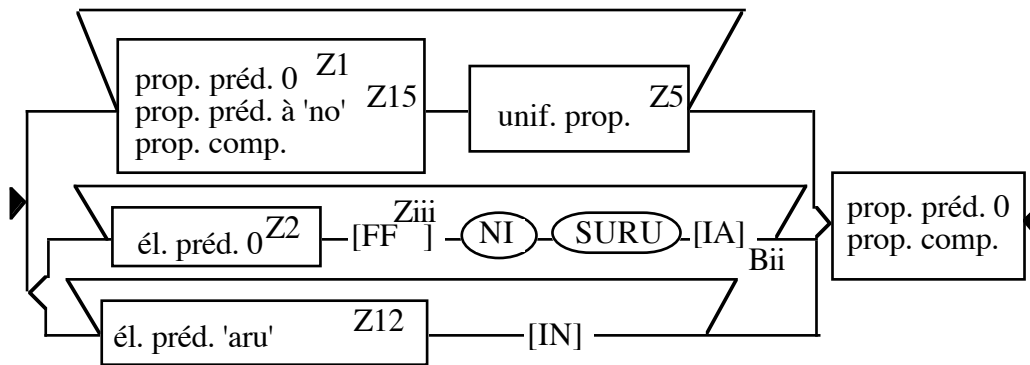 prop. préd. 0 Z1
prop. préd. à 'no' Z15
prop. comp.
unif. prop. Z5
él. préd. 0 Z2 [FF Ziii ] NI SURU [IA] Bii
él. préd. 'aru' Z12 [IN]
prop. préd. 0
prop. comp.